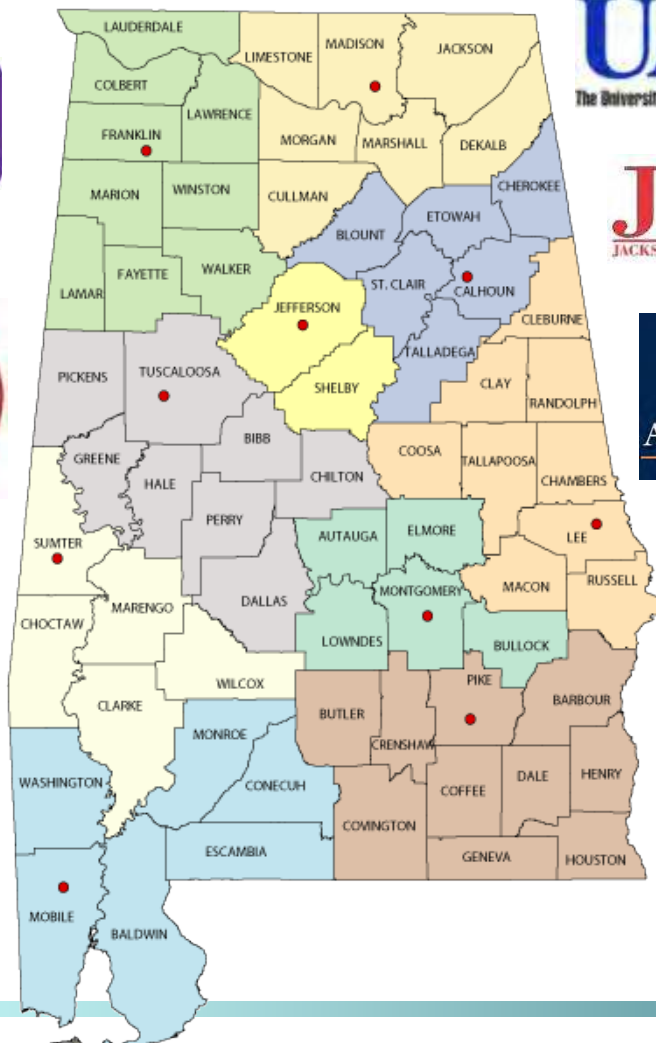 LAUDERDALE
LIMESTONE
MADISON
JACKSON
COLBERT
LAWRENCE
FRANKLIN
MORGAN
MARSHALL
DEKALB
MARION
WINSTON
CULLMAN
CHEROKEE
ETOWAH
BLOUNT
LAMAR
FAYETTE
WALKER
ST. CLAIR
CALHOUN
JEFFERSON
CLEBURNE
TALLADEGA
PICKENS
TUSCALOOSA
SHELBY
CLAY
RANDOLPH
BIBB
GREENE
HALE
CHILTON
COOSA
TALLAPOOSA
CHAMBERS
PERRY
SUMTER
AUTAUGA
ELMORE
LEE
RUSSELL
MACON
MARENGO
DALLAS
MONTGOMERY
CHOCTAW
LOWNDES
BULLOCK
WILCOX
PIKE
CLARKE
BUTLER
BARBOUR
MONROE
CRENSHAW
WASHINGTON
CONECUH
COFFEE
DALE
HENRY
COVINGTON
ESCAMBIA
GENEVA
HOUSTON
MOBILE
BALDWIN
U
The Universi
J
JACKS
A